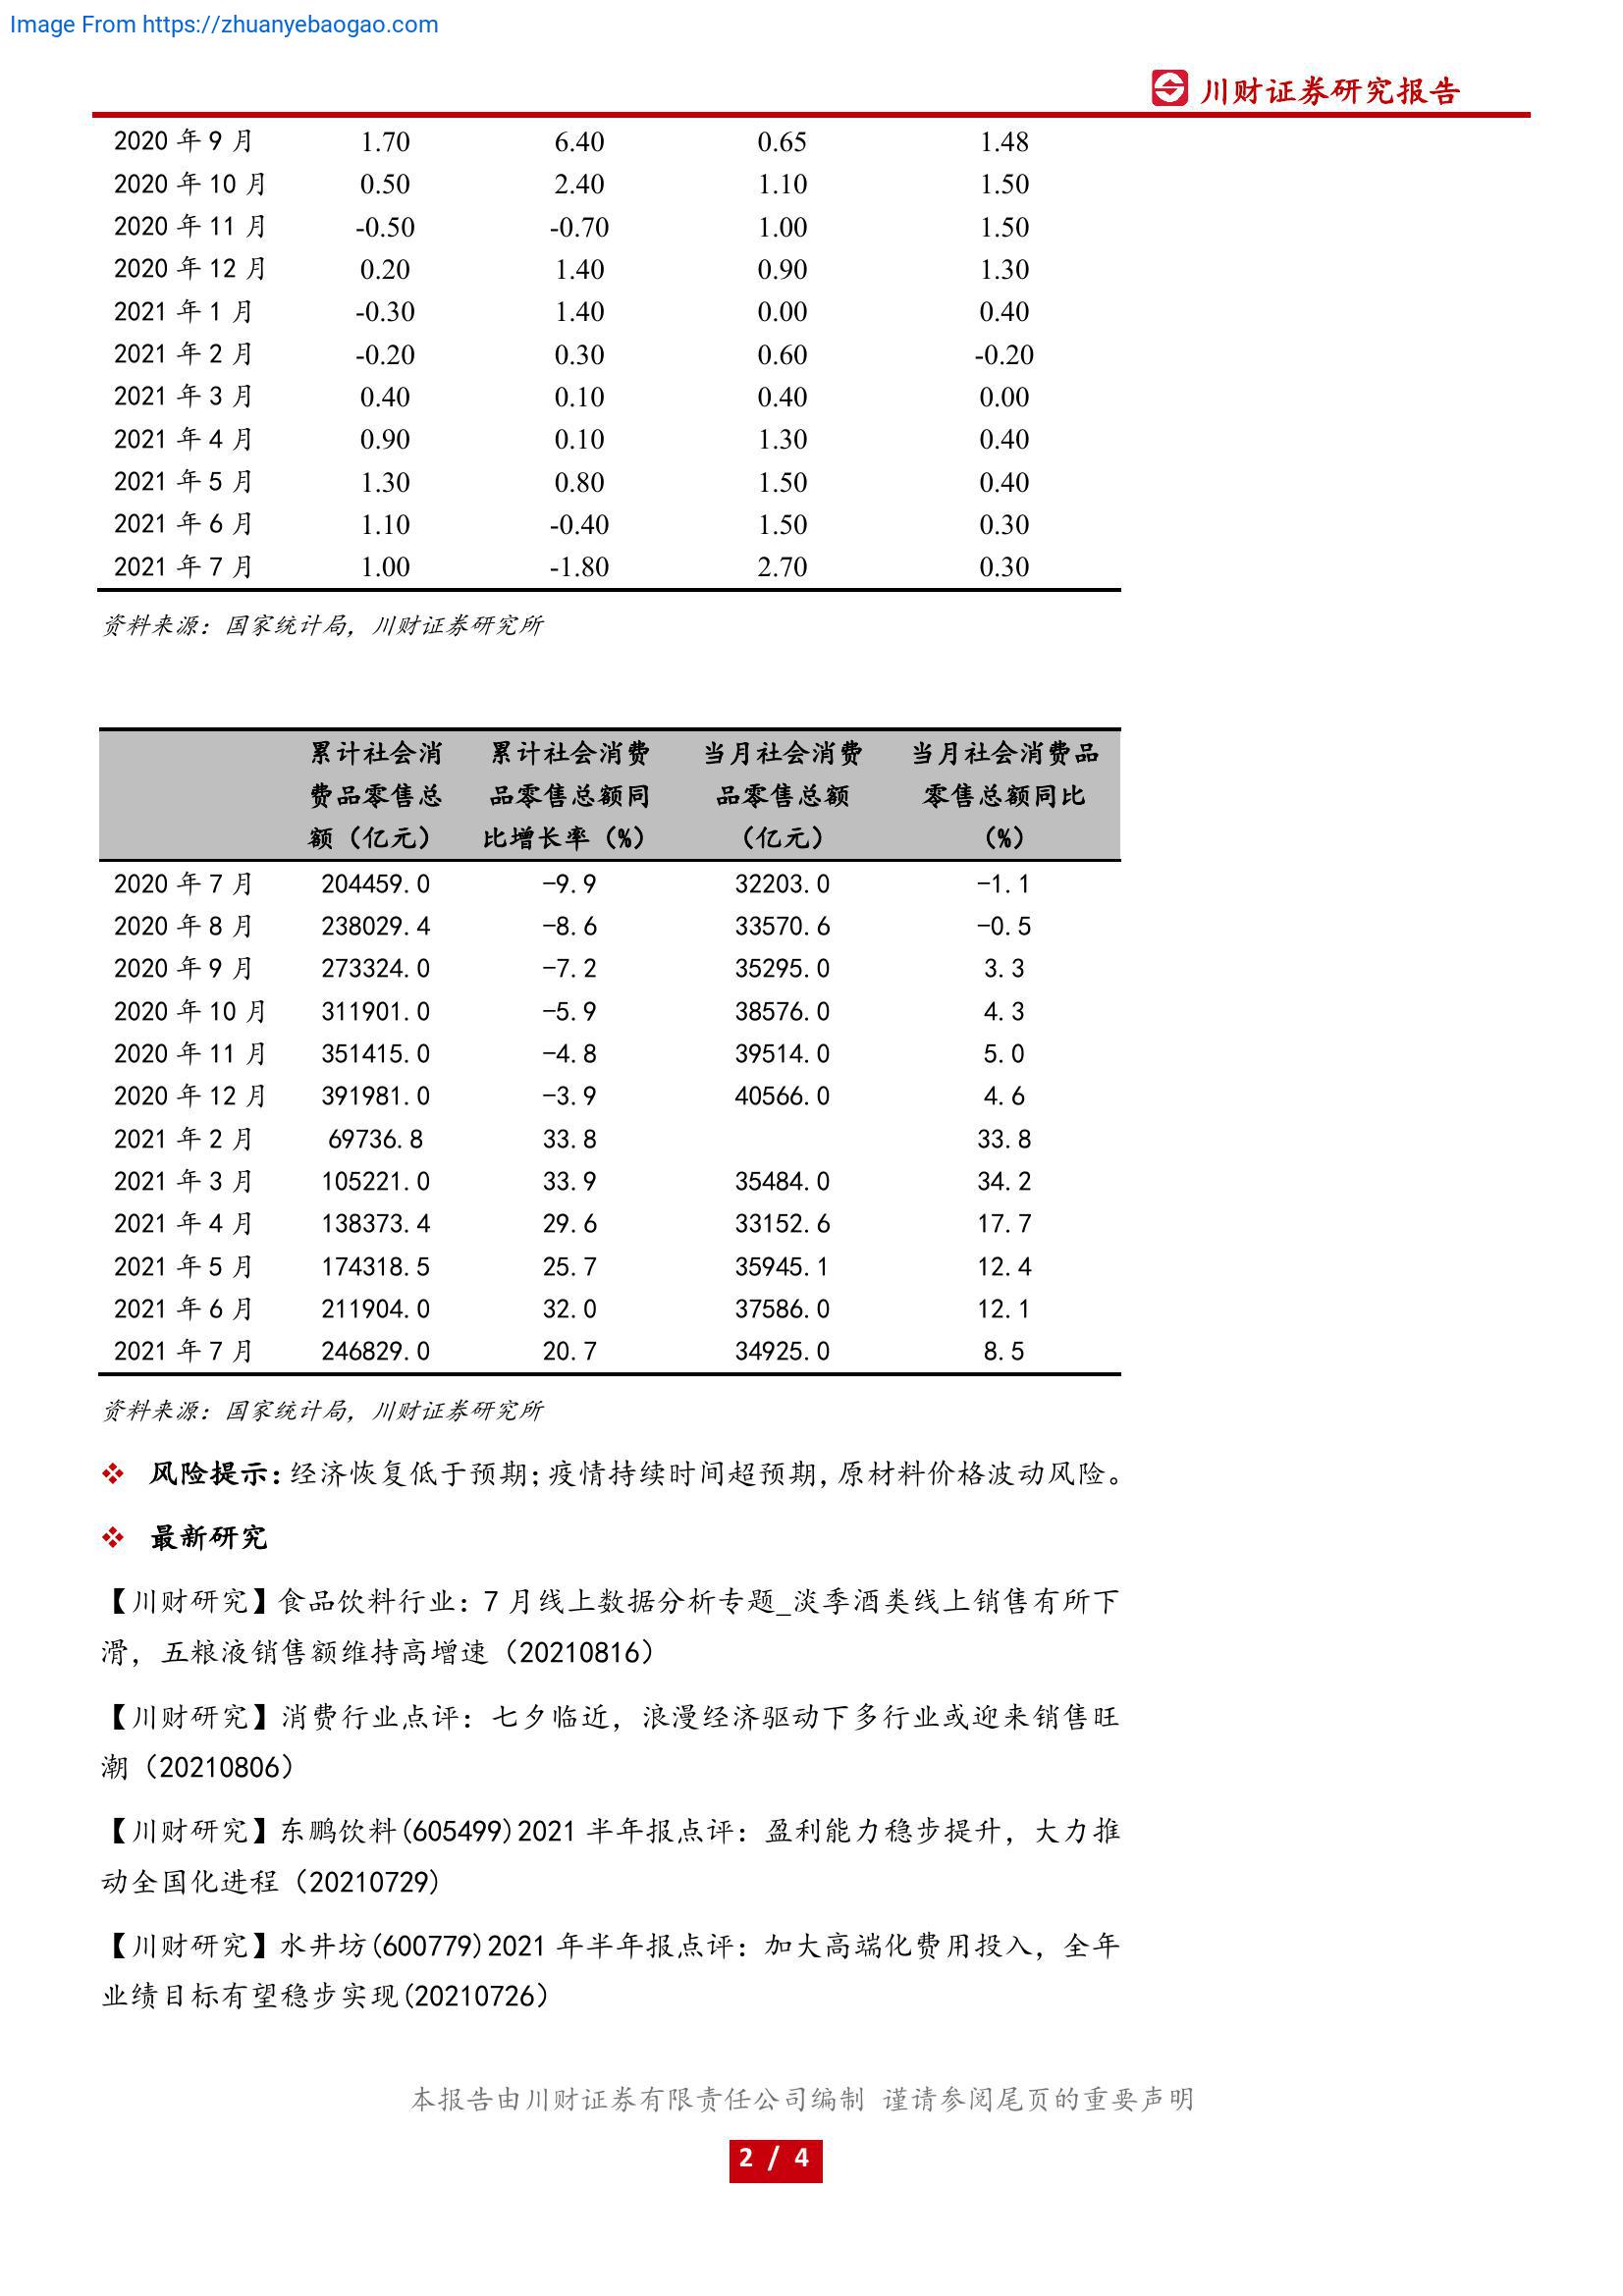 Image From https://zhuanyebaogao.com
川财证券研究报告
2020 年 9 月 1.70 6.40 0.65 1.48
2020 年 10 月 0.50 2.40 1.10 1.50
2020 年 11 月 -0.50 -0.70 1.00 1.50
2020 年 12 月 0.20 1.40 0.90 1.30
2021 年 1 月 -0.30 1.40 0.00 0.40
2021 年 2 月 -0.20 0.30 0.60 -0.20
2021 年 3 月 0.40 0.10 0.40 0.00
2021 年 4 月 0.90 0.10 1.30 0.40
2021 年 5 月 1.30 0.80 1.50 0.40
2021 年 6 月 1.10 -0.40 1.50 0.30
2021 年 7 月 1.00 -1.80 2.70 0.30
资料来源：国家统计局，川财证券研究所
累计社会消 累计社会消费 当月社会消费 当月社会消费品
费品零售总 品零售总额同 品零售总额 零售总额同比
额（亿元） 比增长率（%） （亿元） （%）
2020 年 7 月 204459.0 -9.9 32203.0 -1.1
2020 年 8 月 238029.4 -8.6 33570.6 -0.5
2020 年 9 月 273324.0 -7.2 35295.0 3.3
2020 年 10 月 311901.0 -5.9 38576.0 4.3
2020 年 11 月 351415.0 -4.8 39514.0 5.0
2020 年 12 月 391981.0 -3.9 40566.0 4.6
2021 年 2 月 69736.8 33.8 33.8
2021 年 3 月 105221.0 33.9 35484.0 34.2
2021 年 4 月 138373.4 29.6 33152.6 17.7
2021 年 5 月 174318.5 25.7 35945.1 12.4
2021 年 6 月 211904.0 32.0 37586.0 12.1
2021 年 7 月 246829.0 20.7 34925.0 8.5
资料来源：国家统计局，川财证券研究所
❖ 风险提示：经济恢复低于预期；疫情持续时间超预期，原材料价格波动风险。
❖ 最新研究
【川财研究】食品饮料行业：7 月线上数据分析专题_淡季酒类线上销售有所下
滑，五粮液销售额维持高增速（20210816）
【川财研究】消费行业点评：七夕临近，浪漫经济驱动下多行业或迎来销售旺
潮（20210806）
【川财研究】东鹏饮料(605499)2021 半年报点评：盈利能力稳步提升，大力推
动全国化进程（20210729)
【川财研究】水井坊(600779)2021 年半年报点评：加大高端化费用投入，全年
业绩目标有望稳步实现(20210726）
本报告由川财证券有限责任公司编制 谨请参阅尾页的重要声明
2 / 4